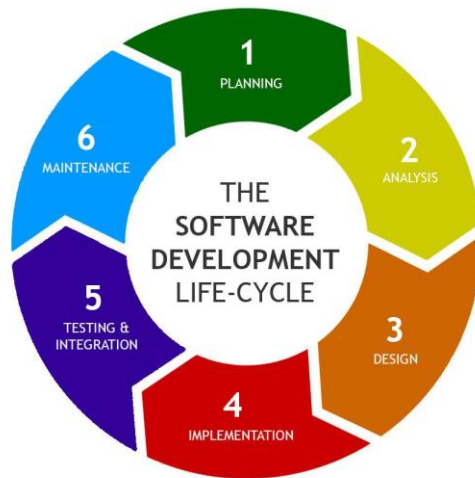 THE
SOFTWARE
DEVELOPMENT
LIFE-CYCLE
1
PLANNING
2
ANALYSIS
3
DESIGN
4
IMPLEMENTATION
5
TESTING &
INTEGRATION
6
MAINTENANCE